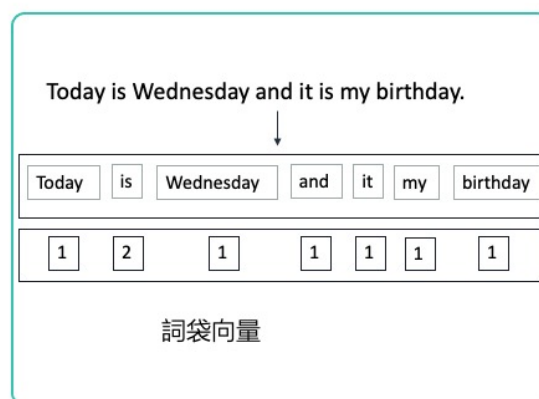 Today is Wednesday and it is my birthday.
Today is Wednesday and it my birthday
1 2 1 1 1 1 1
詞袋向量